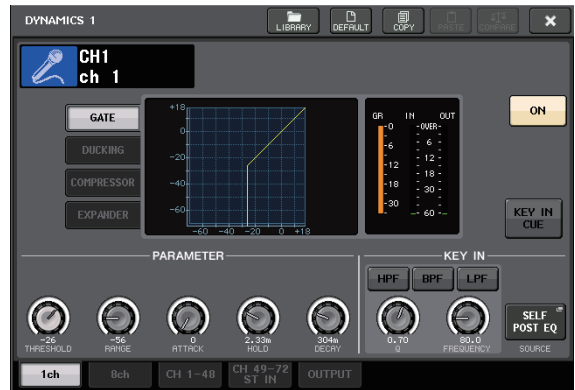 DYNAMICS 1
LIBRARY
DEFAULT
COPY
PASTE
COMPARE
CH1
ch 1
GATE
DUCKING
COMPRESSOR
EXPANDER
+18
0
-20
-40
-60
-60 -40 -20 0 +18
GR IN OUT
-0 -OVER-
-6 - 6 -
-12 - 12 -
-18 - 18 -
-30 - 30 -
- 60 -
ON
KEY IN
CUE
PARAMETER
KEY IN
HPF
BPF
LPF
-26
THRESHOLD
-56
RANGE
0
ATTACK
2.33m
HOLD
304m
DECAY
0.70
Q
80.0
FREQUENCY
SELF
POST EQ
SOURCE
1ch
8ch
CH 1-48
CH 49-72
ST IN
OUTPUT